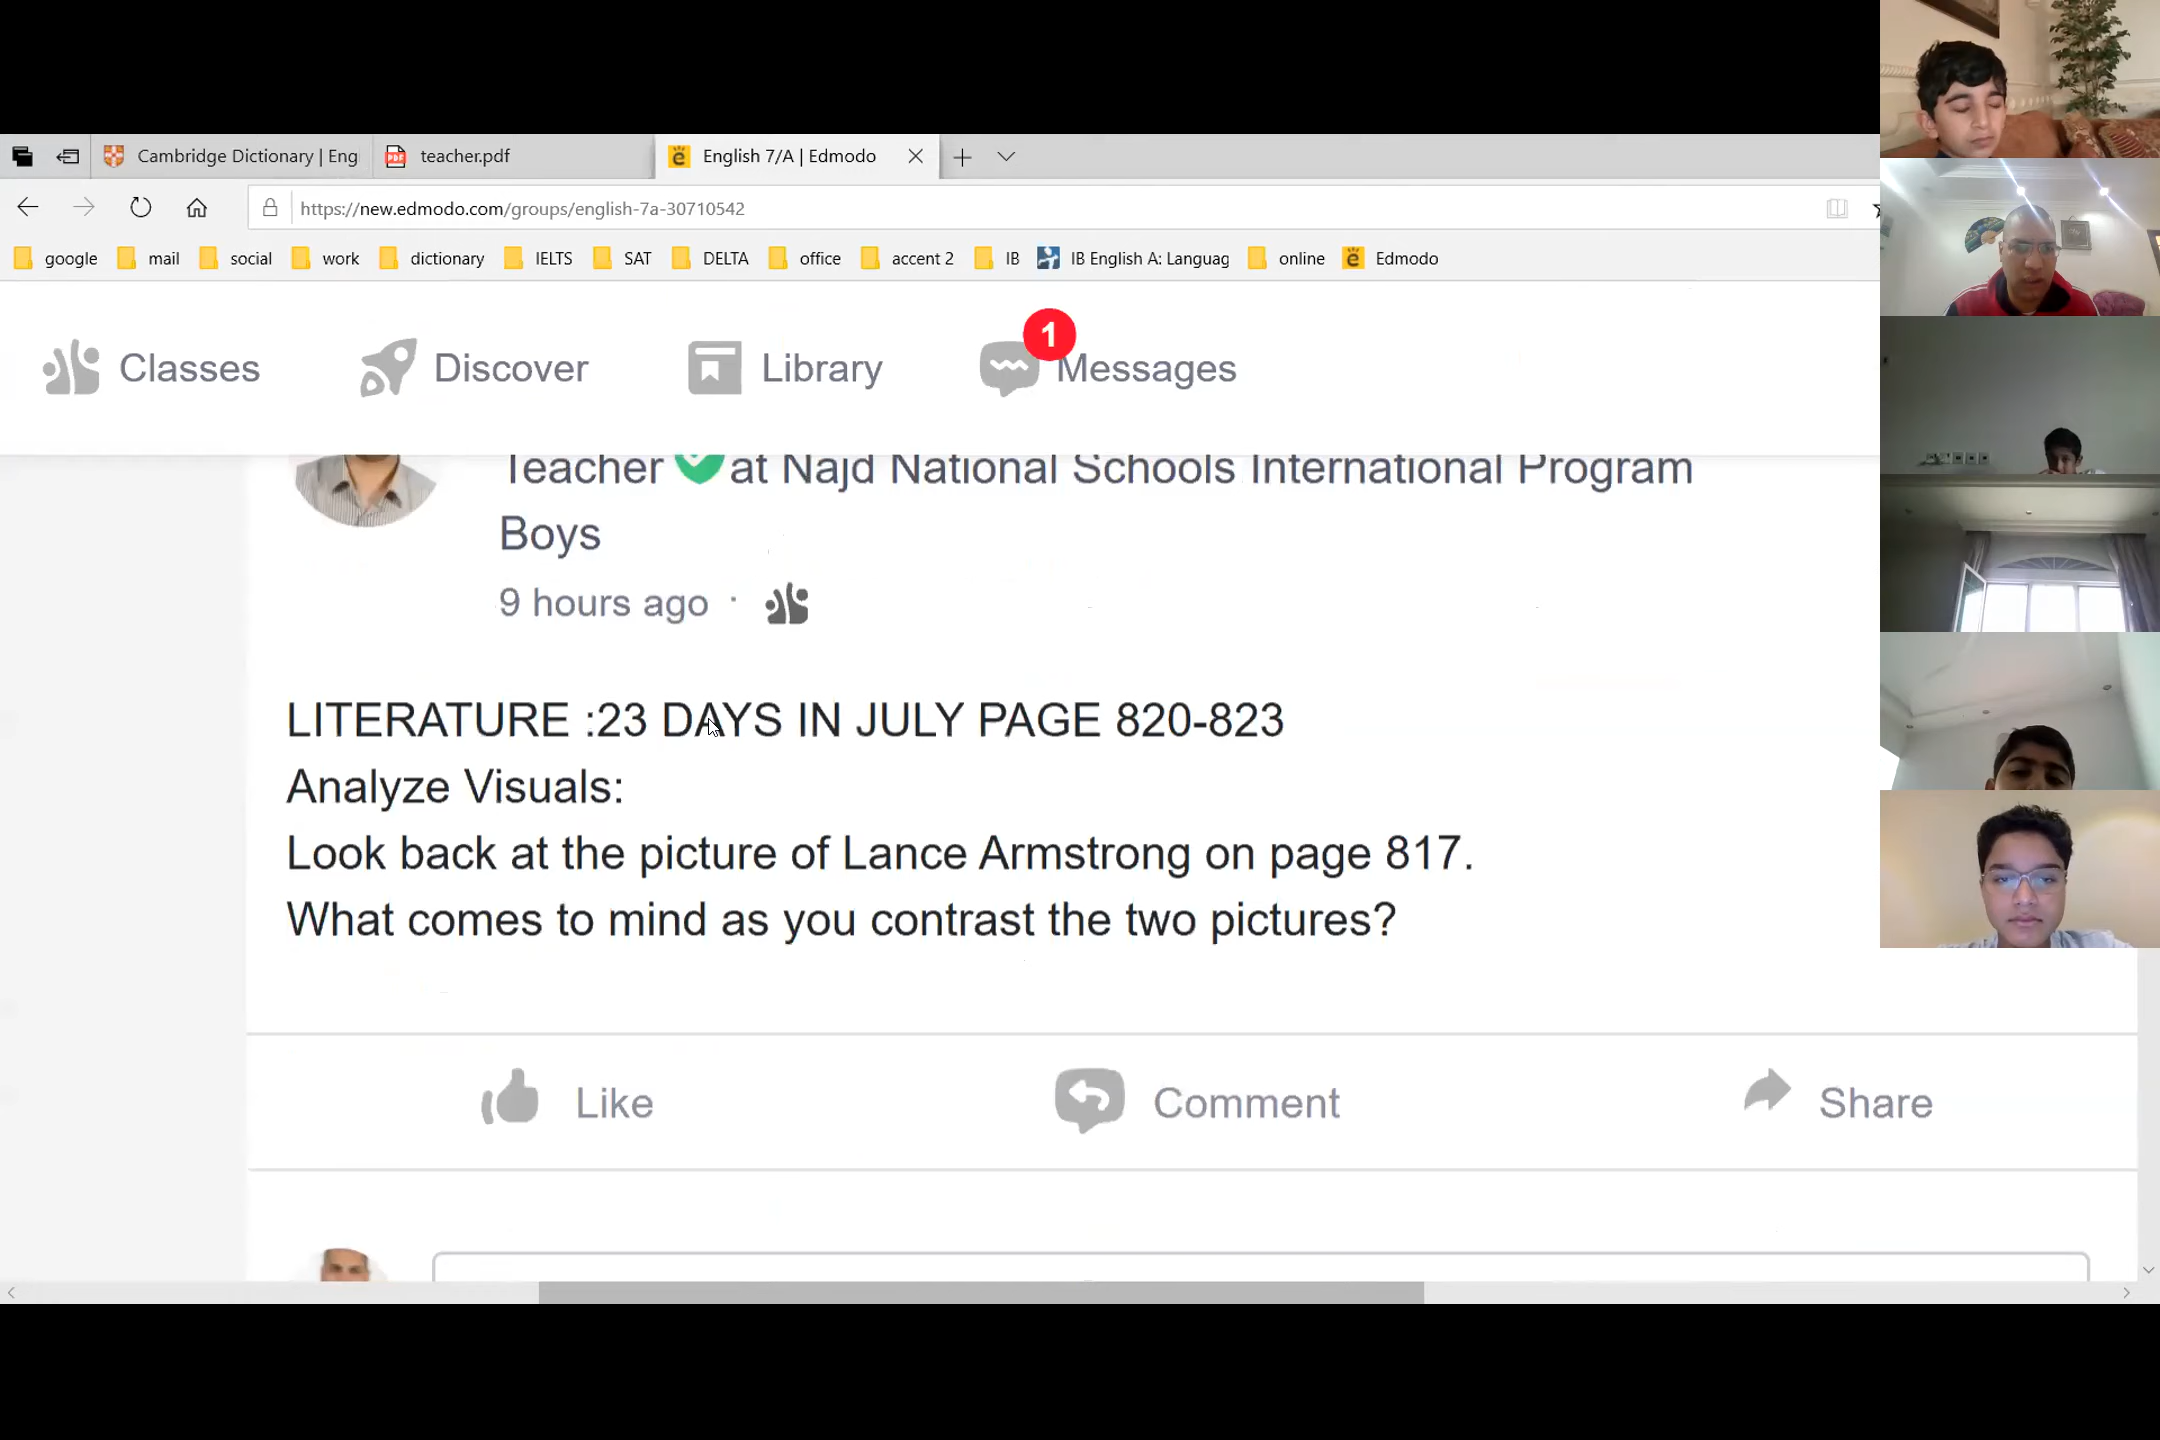 Cambridge Dictionary | Eng
teacher.pdf
English 7/A | Edmodo
https://new.edmodo.com/groups/english-7a-30710542
google mail social work dictionary IELTS SAT DELTA office accent 2 IB IB English A: Languag online Edmodo
Classes Discover Library 1 Messages
Teacher at Najd National Schools International Program
Boys
9 hours ago ·
LITERATURE :23 DAYS IN JULY PAGE 820-823
Analyze Visuals:
Look back at the picture of Lance Armstrong on page 817.
What comes to mind as you contrast the two pictures?
Like Comment Share